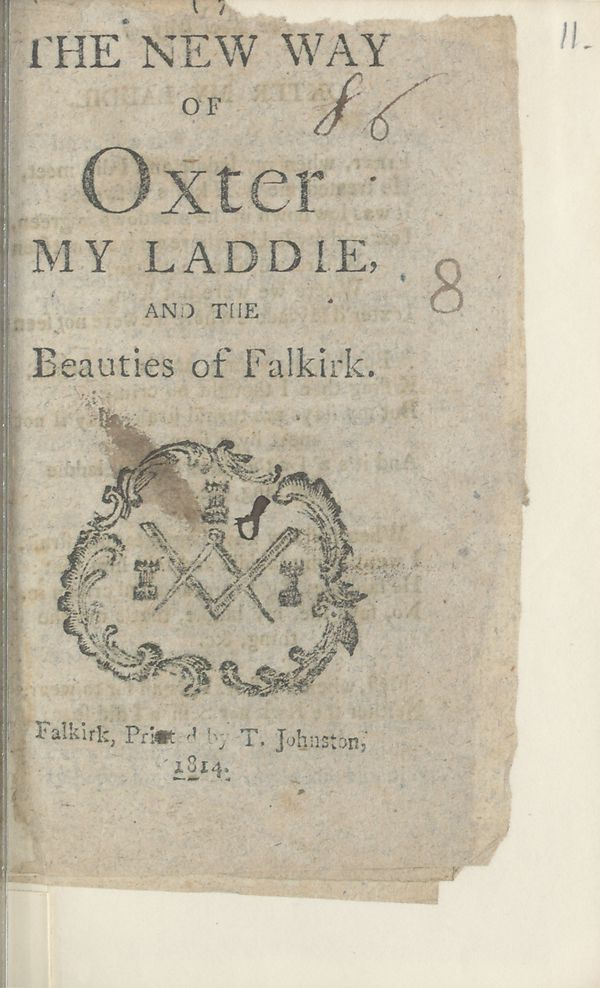 11.
THE NEW WAY
OF
86
Oxter
MY LADDIE,
8
AND THE
Beauties of Falkirk.
Falkirk, Printed by T. Johnston,
1814.